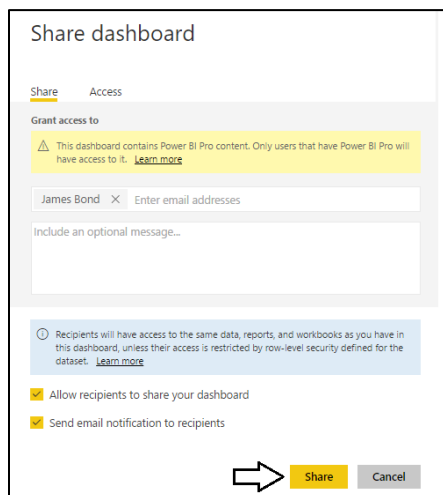 Share dashboard
Share Access
Grant access to
This dashboard contains Power BI Pro content. Only users that have Power BI Pro will
have access to it. Learn more
James Bond × Enter email addresses
Include an optional message...
Recipients will have access to the same data, reports, and workbooks as you have in
this dashboard, unless their access is restricted by row-level security defined for the
dataset. Learn more
Allow recipients to share your dashboard
Send email notification to recipients
Share Cancel